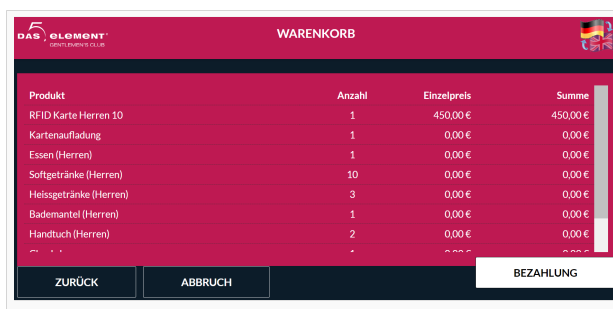 5
DAS ELEMENT
GENTLEMEN'S CLUB
WARENKORB
Produkt Anzahl Einzelpreis Summe
RFID Karte Herren 10 1 450,00 € 450,00 €
Kartenaufladung 1 0,00 € 0,00 €
Essen (Herren) 1 0,00 € 0,00 €
Softgetränke (Herren) 10 0,00 € 0,00 €
Heissgetränke (Herren) 3 0,00 € 0,00 €
Bademantel (Herren) 1 0,00 € 0,00 €
Handtuch (Herren) 2 0,00 € 0,00 €
ZURÜCK ABBRUCH BEZAHLUNG